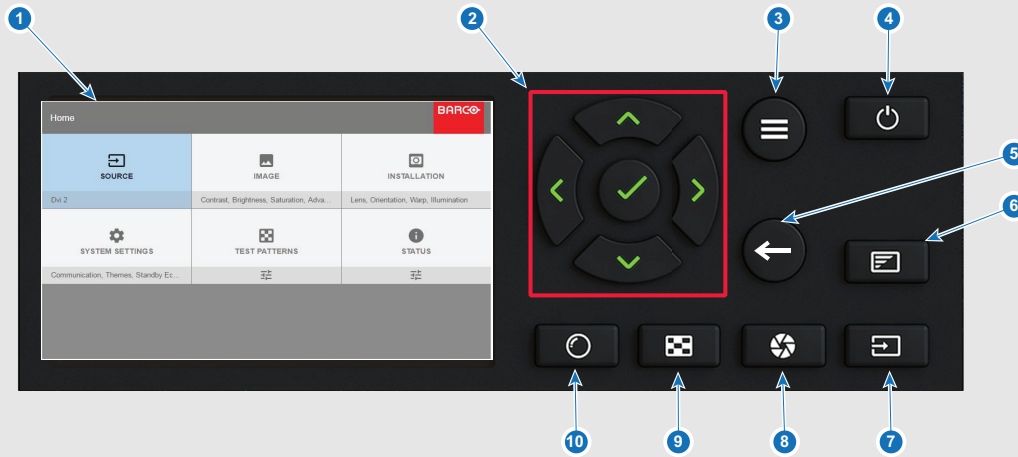 1
2
3
4
5
6
7
8
9
10
Home
BARCO
SOURCE
IMAGE
INSTALLATION
Dvi 2
Contrast, Brightness, Saturation, Adva...
Lens, Orientation, Warp, Illumination
SYSTEM SETTINGS
TEST PATTERNS
STATUS
Communication, Themes, Standby Ec...